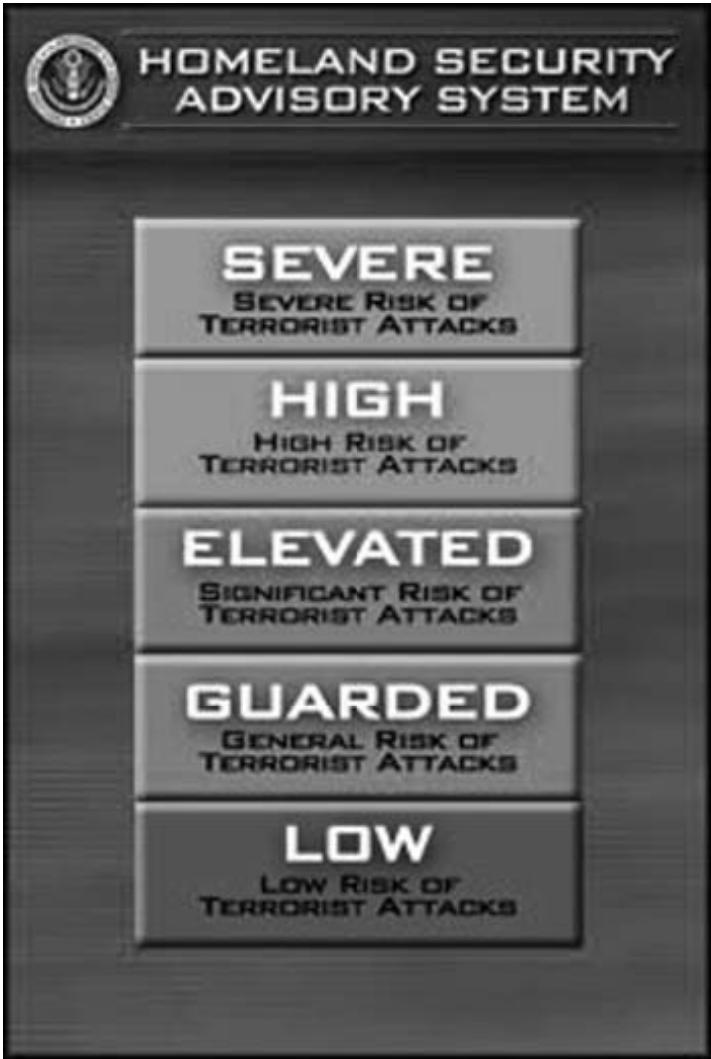 HOMELAND SECURITY
ADVISORY SYSTEM
SEVERE
SEVERE RISK OF
TERRORIST ATTACKS
HIGH
HIGH RISK OF
TERRORIST ATTACKS
ELEVATED
SIGNIFICANT RISK OF
TERRORIST ATTACKS
GUARDED
GENERAL RISK OF
TERRORIST ATTACKS
LOW
LOW RISK OF
TERRORIST ATTACKS